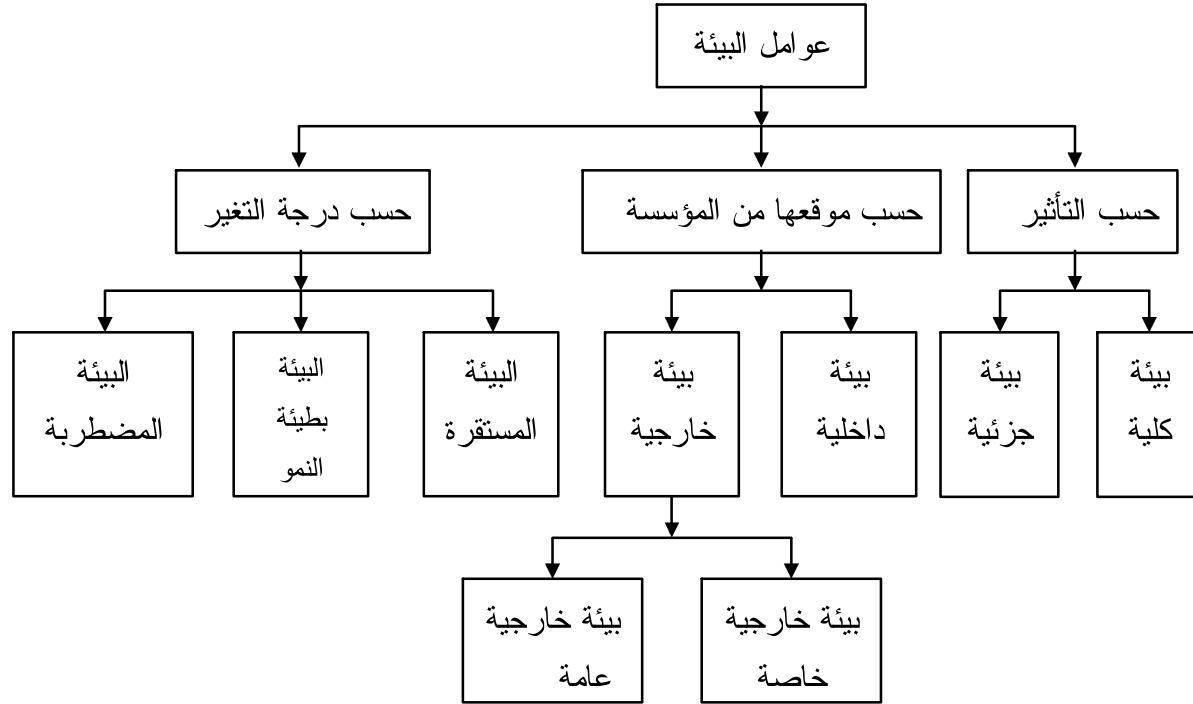 عوامل البيئة
حسب التأثير
حسب موقعها من المؤسسة
حسب درجة التغير
بيئة
كلية
بيئة
جزئية
بيئة
داخلية
بيئة
خارجية
البيئة
المستقرة
البيئة
بطيئة
النمو
البيئة
المضطربة
بيئة خارجية
خاصة
بيئة خارجية
عامة